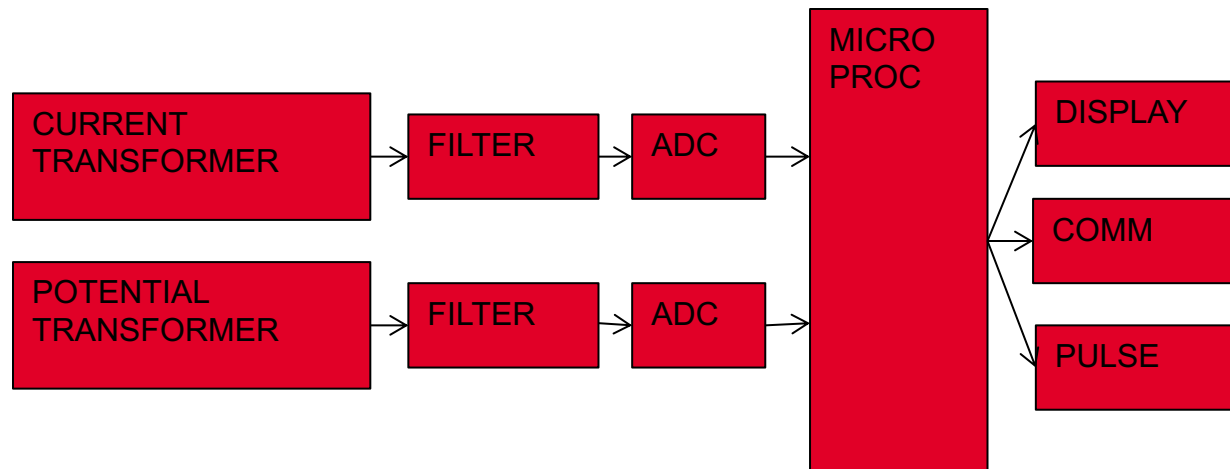 CURRENT
TRANSFORMER
FILTER
ADC
MICRO
PROC
DISPLAY
COMM
POTENTIAL
TRANSFORMER
FILTER
ADC
PULSE